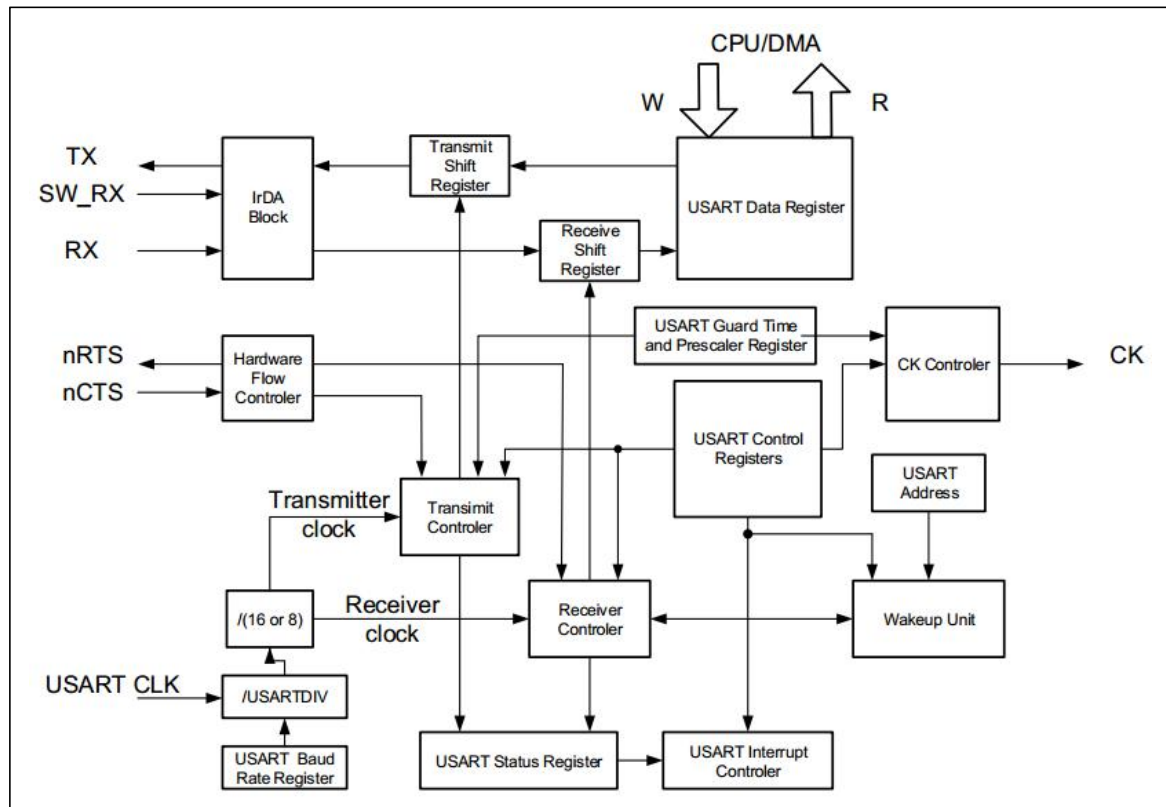 CPU/DMA
W
R
TX
SW_RX
RX
IrDA
Block
Transmit
Shift
Register
Receive
Shift
Register
USART Data Register
nRTS
nCTS
Hardware
Flow
Controler
USART Guard Time
and Prescaler Register
CK Controler
CK
USART Control
Registers
USART
Address
Transmitter
clock
Transimit
Controler
/(16 or 8)
Receiver
clock
Receiver
Controler
Wakeup Unit
USART CLK
/USARTDIV
USART Baud
Rate Register
USART Status Register
USART Interrupt
Controler